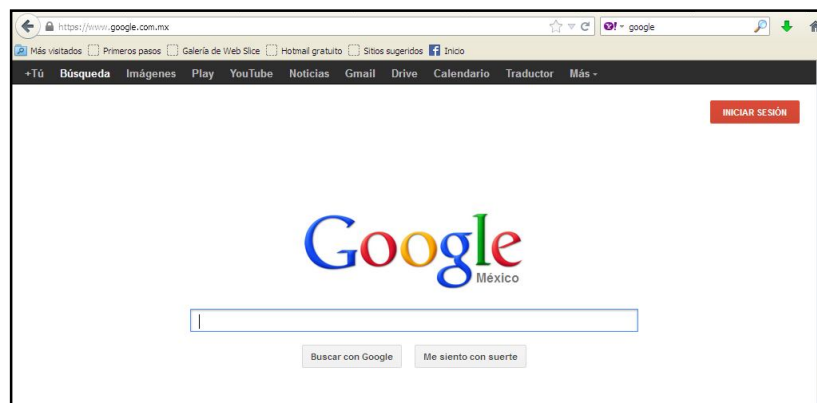 https://www.google.com.mx
google
Más visitados Primeros pasos Galería de Web Slice Hotmail gratuito Sitios sugeridos Inicio
+Tú Búsqueda Imágenes Play YouTube Noticias Gmail Drive Calendario Traductor Más
INICIAR SESIÓN
Google
México
Buscar con Google Me siento con suerte